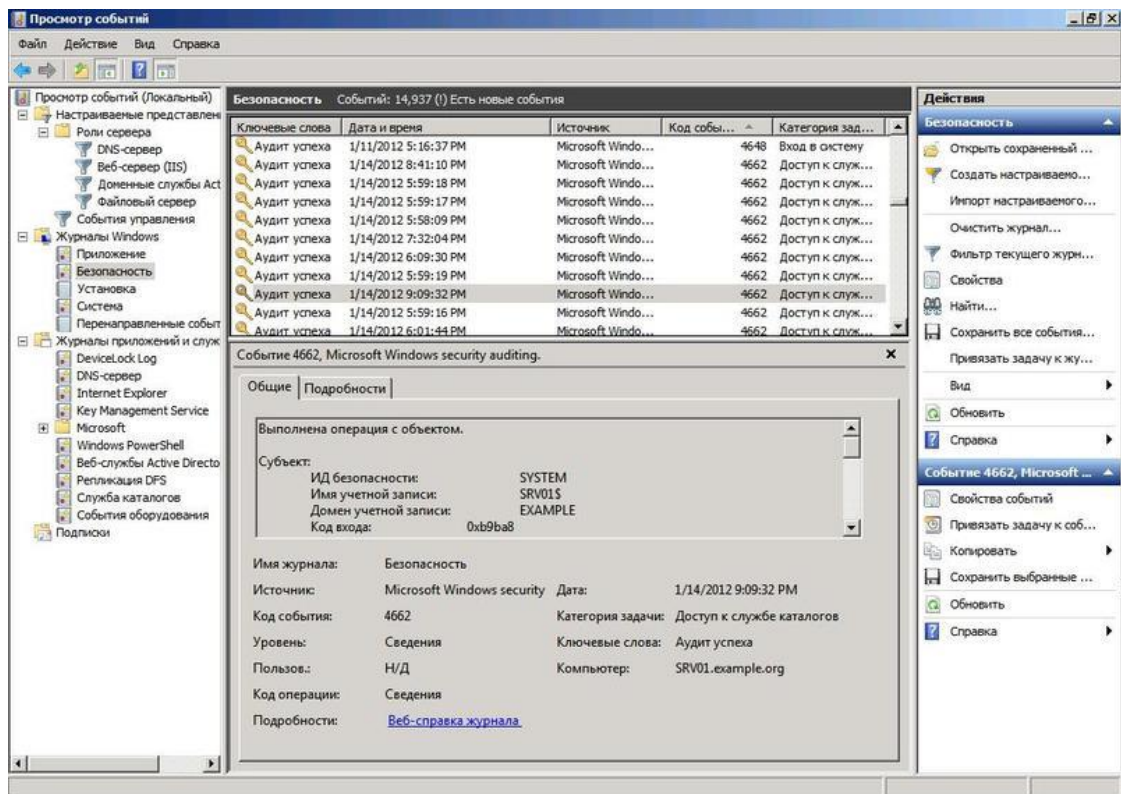 Просмотр событий
Файл Действие Вид Справка
Просмотр событий (Локальный)
Настраиваемые представлен
Роли сервера
DNS-сервер
Веб-сервер (IIS)
Доменные службы Act
Файловый сервер
События управления
Журналы Windows
Приложение
Безопасность
Установка
Система
Перенаправленные событ
Журналы приложений и служ
DeviceLock Log
DNS-сервер
Internet Explorer
Key Management Service
Microsoft
Windows PowerShell
Веб-службы Active Directo
Репликация DFS
Служба каталогов
События оборудования
Подписки
Безопасность Событий: 14,937 (!) Есть новые события
Ключевые слова Дата и время Источник Код собы... Категория зад...
Аудит успеха 1/11/2012 5:16:37 PM Microsoft Windo... 4648 Вход в систему
Аудит успеха 1/14/2012 8:41:10 PM Microsoft Windo... 4662 Доступ к служ...
Аудит успеха 1/14/2012 5:59:18 PM Microsoft Windo... 4662 Доступ к служ...
Аудит успеха 1/14/2012 5:59:17 PM Microsoft Windo... 4662 Доступ к служ...
Аудит успеха 1/14/2012 5:58:09 PM Microsoft Windo... 4662 Доступ к служ...
Аудит успеха 1/14/2012 7:32:04 PM Microsoft Windo... 4662 Доступ к служ...
Аудит успеха 1/14/2012 6:09:30 PM Microsoft Windo... 4662 Доступ к служ...
Аудит успеха 1/14/2012 5:59:19 PM Microsoft Windo... 4662 Доступ к служ...
Аудит успеха 1/14/2012 9:09:32 PM Microsoft Windo... 4662 Доступ к служ...
Аудит успеха 1/14/2012 5:59:16 PM Microsoft Windo... 4662 Доступ к служ...
Аудит успеха 1/14/2012 6:01:44 PM Microsoft Windo... 4662 Доступ к служ...
Событие 4662, Microsoft Windows security auditing.
Общие Подробности
Выполнена операция с объектом.
Субъект:
ИД безопасности: SYSTEM
Имя учетной записи: SRV01$
Домен учетной записи: EXAMPLE
Код входа: 0xb9ba8
Имя журнала: Безопасность
Источник: Microsoft Windows security Дата: 1/14/2012 9:09:32 PM
Код события: 4662 Категория задачи: Доступ к службе каталогов
Уровень: Сведения Ключевые слова: Аудит успеха
Пользов.: Н/Д Компьютер: SRV01.example.org
Код операции: Сведения
Подробности: Веб-справка журнала
Действия
Безопасность
Открыть сохраненный ...
Создать настраиваемо...
Импорт настраиваемого...
Очистить журнал...
Фильтр текущего журн...
Свойства
Найти...
Сохранить все события...
Привязать задачу к жу...
Вид
Обновить
Справка
Событие 4662, Microsoft ...
Свойства событий
Привязать задачу к соб...
Копировать
Сохранить выбранные ...
Обновить
Справка